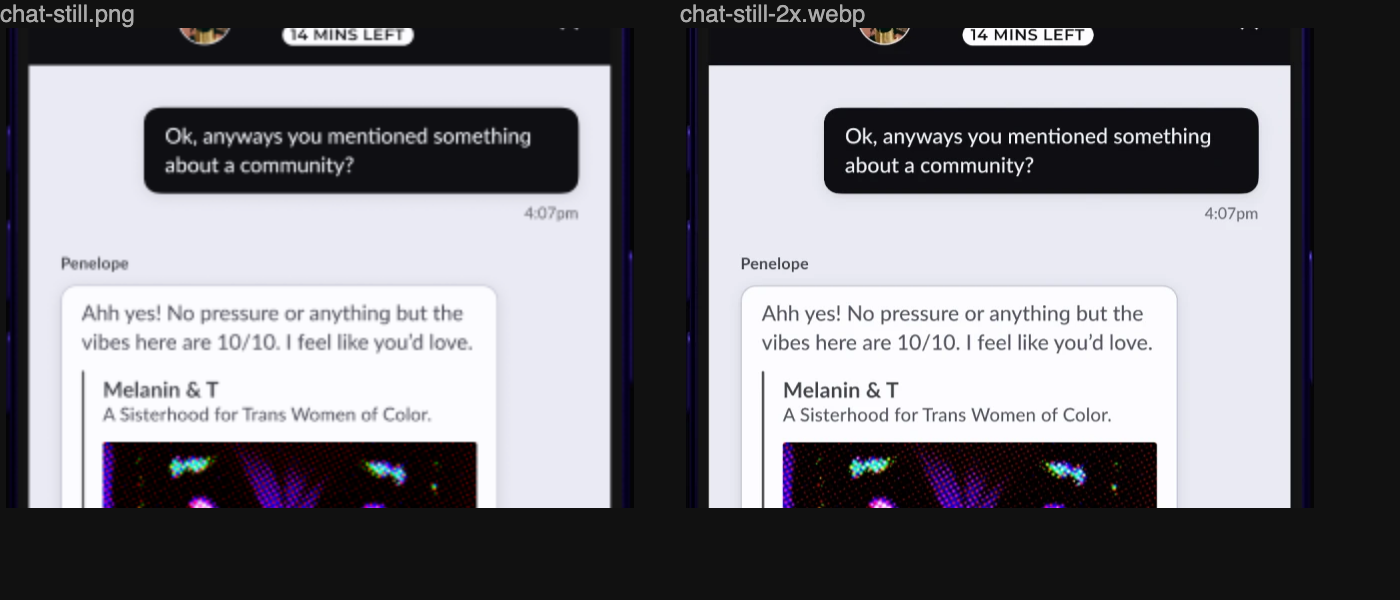 chat-still.png
14 MINS LEFT
Ok, anyways you mentioned something
about a community?
4:07pm
Penelope
Ahh yes! No pressure or anything but the
vibes here are 10/10. I feel like you’d love.
Melanin & T
A Sisterhood for Trans Women of Color.
chat-still-2x.webp
14 MINS LEFT
Ok, anyways you mentioned something
about a community?
4:07pm
Penelope
Ahh yes! No pressure or anything but the
vibes here are 10/10. I feel like you’d love.
Melanin & T
A Sisterhood for Trans Women of Color.